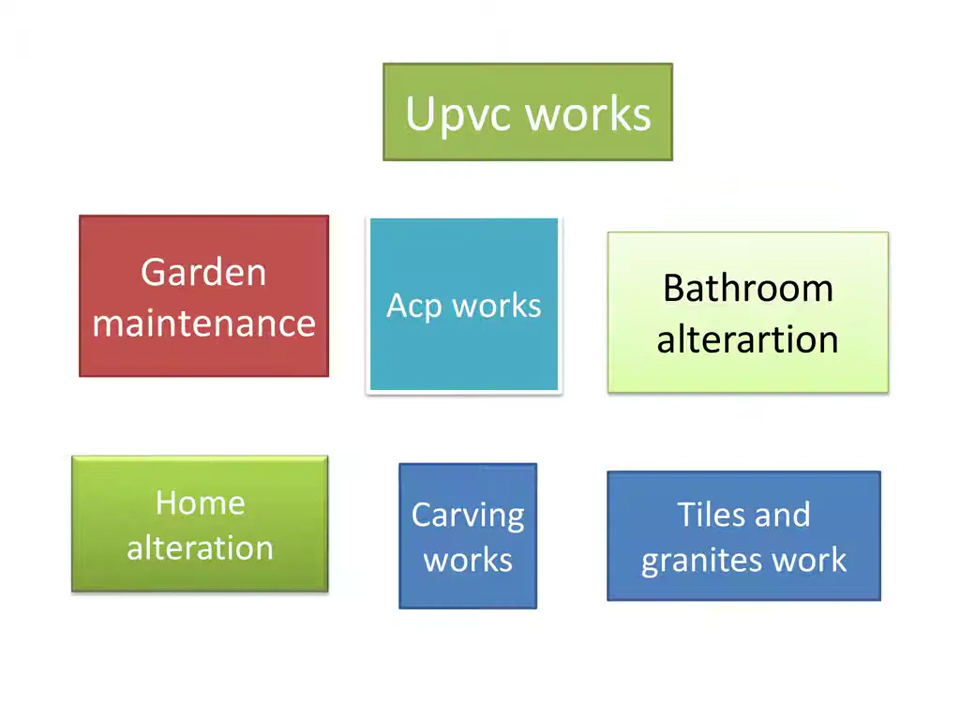 Upvc works
Garden
maintenance
Acp works
Bathroom
alterartion
Home
alteration
Carving
works
Tiles and
granites work